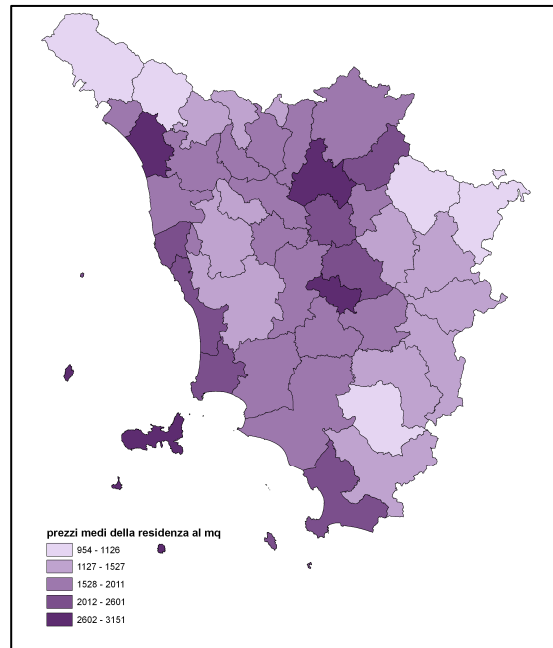 prezzi medi della residenza al mq
954 - 1126
1127 - 1527
1528 - 2011
2012 - 2601
2602 - 3151